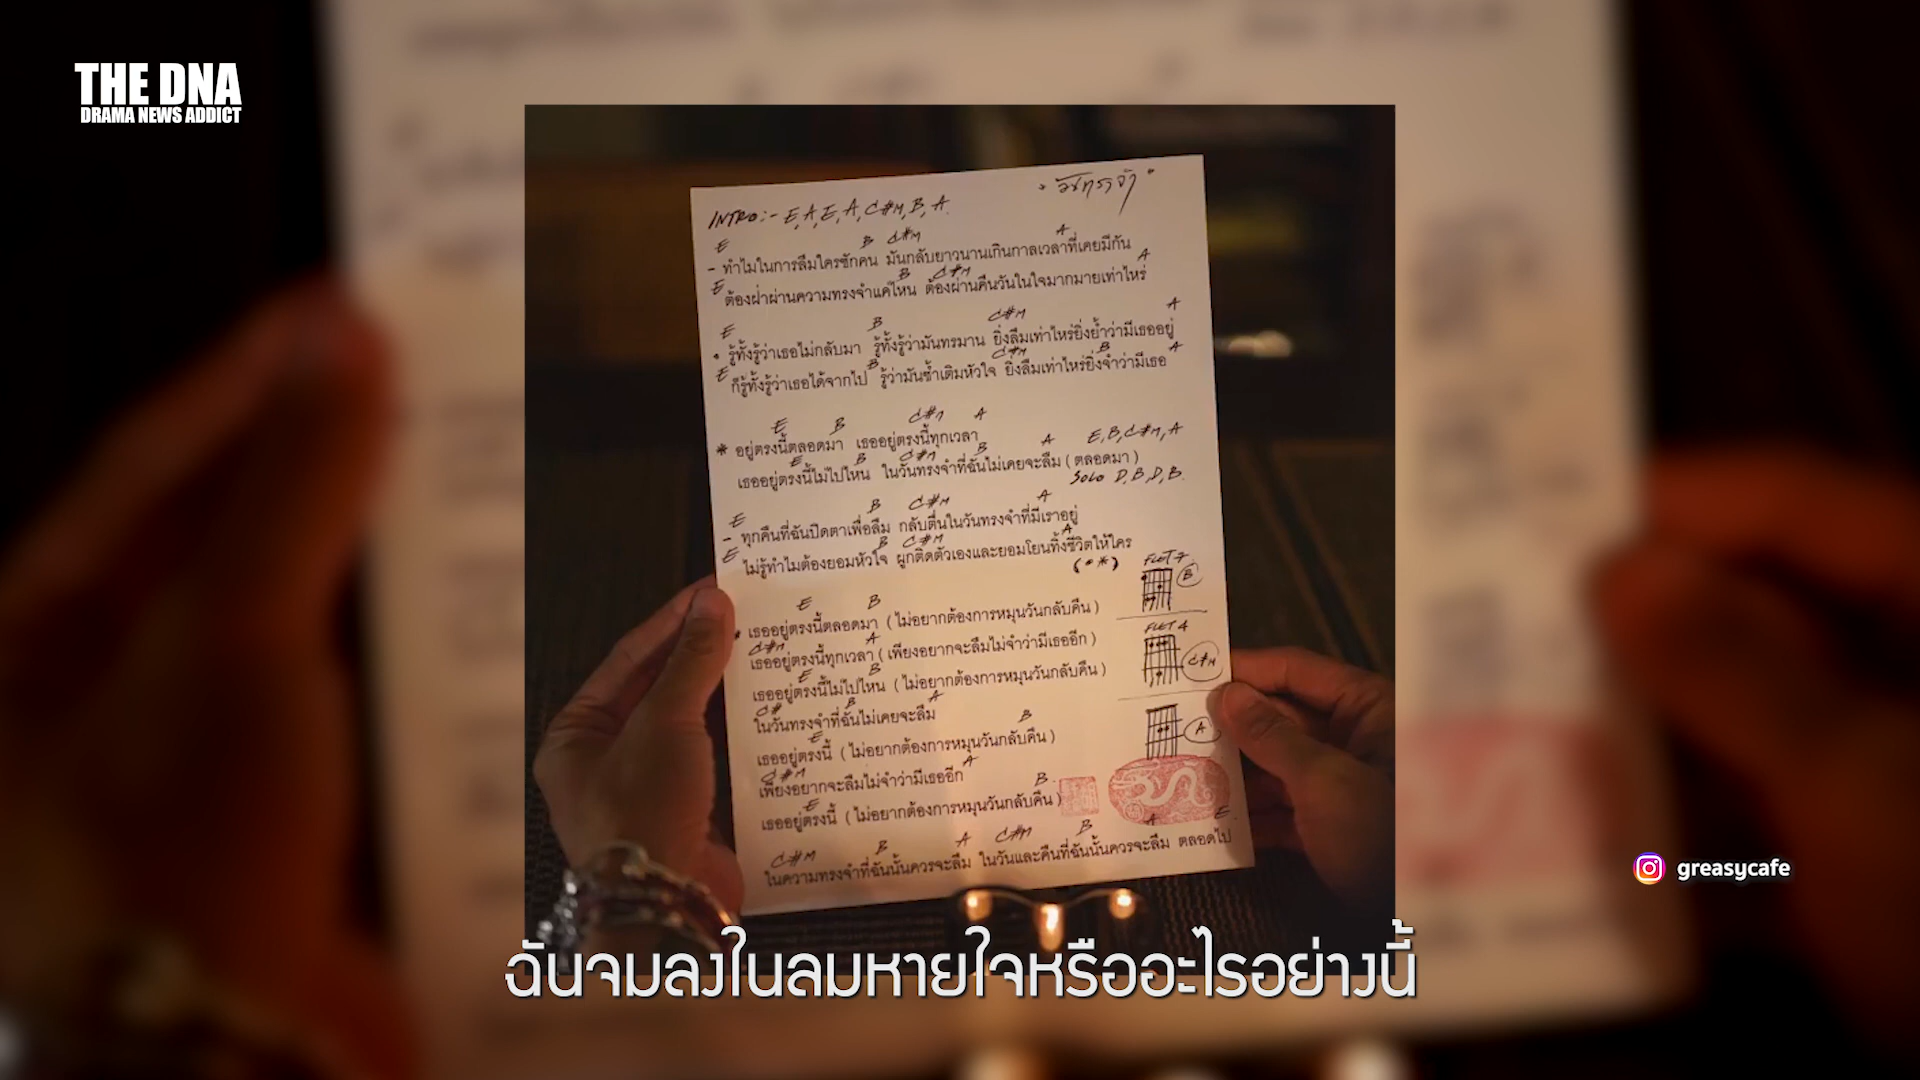 THE DNA
DRAMA NEWS ADDICT
"วันทรงจำ"
INTRO:- E, A, E, A, C#M, B, A
E B C#M A
- ทำไมในการลืมใครซักคน มันกลับยาวนานเกินกาลเวลาที่เคยมีกัน
E B C#M A
ต้องฝ่าผ่านความทรงจำแค่ไหน ต้องผ่านคืนวันในใจมากมายเท่าไหร่
E B C#M A
• รู้ทั้งรู้ว่าเธอไม่กลับมา รู้ทั้งรู้ว่ามันทรมาน ยิ่งลืมเท่าไหร่ยิ่งย้ำว่ามีเธออยู่
E B C#M B A
ก็รู้ทั้งรู้ว่าเธอได้จากไป รู้ว่ามันซ้ำเติมหัวใจ ยิ่งลืมเท่าไหร่ยิ่งจำว่ามีเธอ
E B C#M A
* อยู่ตรงนี้ตลอดมา เธออยู่ตรงนี้ทุกเวลา
E B C#M B A E, B, C#M, A
เธออยู่ตรงนี้ไม่ไปไหน ในวันทรงจำที่ฉันไม่เคยจะลืม (ตลอดมา)
SOLO D, B, D, B
E B C#M A
- ทุกคืนที่ฉันปิดตาเพื่อลืม กลับตื่นในวันทรงจำที่มีเราอยู่
E B C#M A
ไม่รู้ทำไมต้องยอมหัวใจ ผูกติดตัวเองและยอมโยนทิ้งชีวิตให้ใคร
(•*)
FLET 7
B
E B
เธออยู่ตรงนี้ตลอดมา (ไม่อยากต้องการหมุนวันกลับคืน)
FLET 4
C#M
C#M A
เธออยู่ตรงนี้ทุกเวลา (เพียงอยากจะลืมไม่จำว่ามีเธออีก)
E B
เธออยู่ตรงนี้ไม่ไปไหน (ไม่อยากต้องการหมุนวันกลับคืน)
C# B A
ในวันทรงจำที่ฉันไม่เคยจะลืม
A
E B
เธออยู่ตรงนี้ (ไม่อยากต้องการหมุนวันกลับคืน)
C#M A
เพียงอยากจะลืมไม่จำว่ามีเธออีก
E B
เธออยู่ตรงนี้ (ไม่อยากต้องการหมุนวันกลับคืน)
C#M B A C#M B A E
ในความทรงจำที่ฉันนั้นควรจะลืม ในวันและคืนที่ฉันนั้นควรจะลืม ตลอดไป
greasycafe
ฉันจมลงในลมหายใจหรืออะไรอย่างนี้